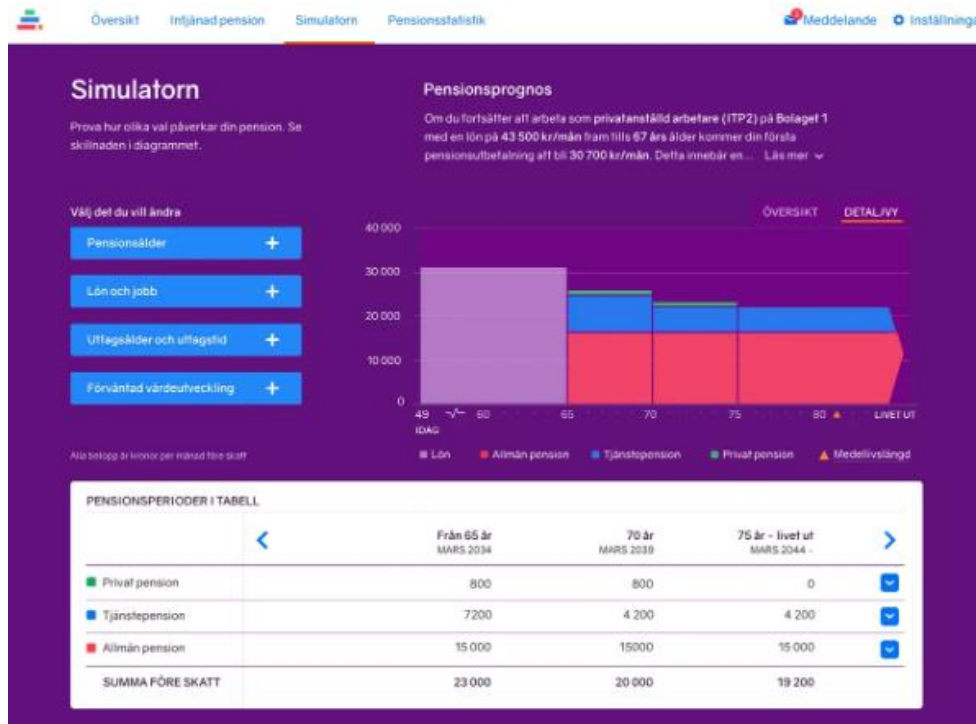 Översikt Intjänad pension Simulatorn Pensionsstatistik Meddelande Inställninga
Simulatorn
Prova hur olika val påverkar din pension. Se
skillnaden i diagrammet.
Pensionsprognos
Om du fortsätter att arbeta som privatanställd arbetare (ITP2) på Bolaget 1
med en lön på 43 500 kr/mån fram tills 67 års ålder kommer din första
pensionsutbetalning att bli 30 700 kr/mån. Detta innebär en... Läs mer
Välj det du vill ändra
Pensionsålder +
Lön och jobb +
Uttagsålder och uttagstid +
Förväntad värdeutveckling +
Alla belopp är kronor per månad före skatt
ÖVERSIKT DETALJVY
40 000
30 000
20 000
10 000
0
49 60 65 70 75 80 LIVET UT
IDAG
Lön Allmän pension Tjänstepension Privat pension Medellivslängd
PENSIONSPERIODER I TABELL
Från 65 år 70 år 75 år - livet ut
MARS 2034 MARS 2039 MARS 2044 -
Privat pension 800 800 0
Tjänstepension 7200 4 200 4 200
Allmän pension 15 000 15000 15 000
SUMMA FÖRE SKATT 23 000 20 000 19 200